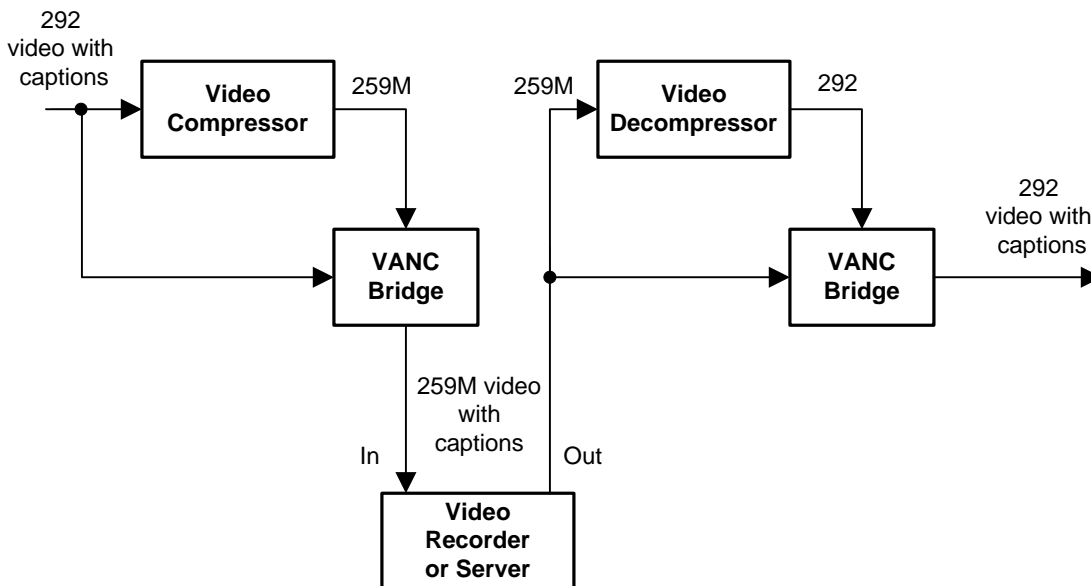 292
video with
captions
Video
Compressor
259M
VANC
Bridge
259M video
with
captions
In
Video
Recorder
or Server
Out
259M
Video
Decompressor
292
VANC
Bridge
292
video with
captions